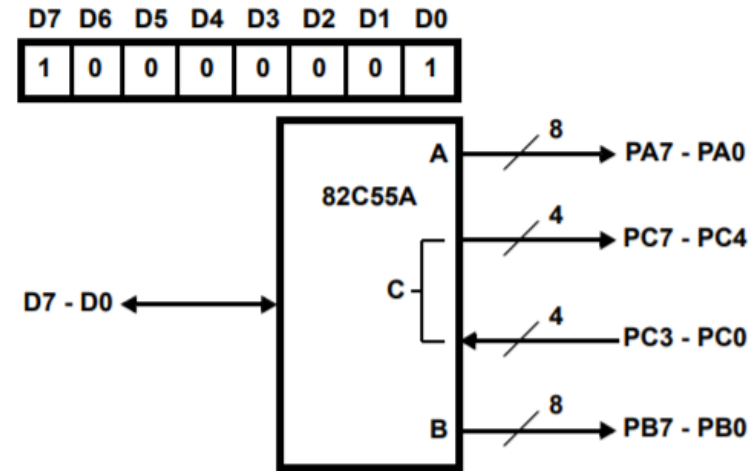 D7 D6 D5 D4 D3 D2 D1 D0
1 0 0 0 0 0 0 1
8
A PA7 - PA0
82C55A
4
PC7 - PC4
C
D7 - D0
4
PC3 - PC0
8
B PB7 - PB0